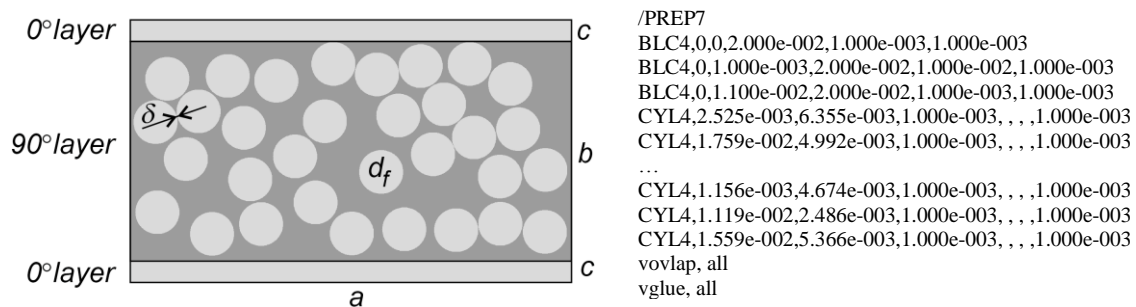 0° layer
c
δ
90° layer
b
d_f
0° layer
c
a
/PREP7
BLC4,0,0,2.000e-002,1.000e-003,1.000e-003
BLC4,0,1.000e-003,2.000e-002,1.000e-002,1.000e-003
BLC4,0,1.100e-002,2.000e-002,1.000e-003,1.000e-003
CYL4,2.525e-003,6.355e-003,1.000e-003, , , ,1.000e-003
CYL4,1.759e-002,4.992e-003,1.000e-003, , , ,1.000e-003
…
CYL4,1.156e-003,4.674e-003,1.000e-003, , , ,1.000e-003
CYL4,1.119e-002,2.486e-003,1.000e-003, , , ,1.000e-003
CYL4,1.559e-002,5.366e-003,1.000e-003, , , ,1.000e-003
vovlap, all
vglue, all